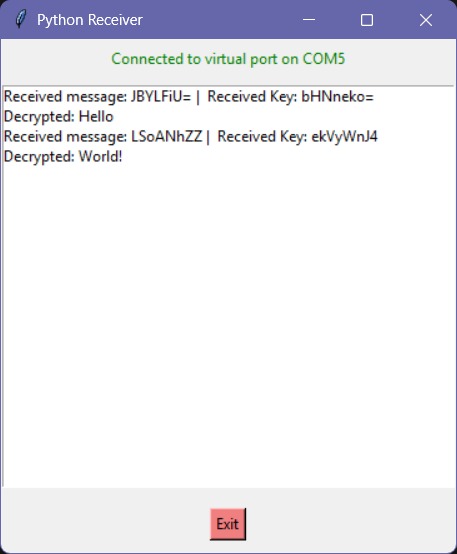 Python Receiver
Connected to virtual port on COM5
Received message: JBYLFiU= | Received Key: bHNneko=
Decrypted: Hello
Received message: LSoANhZZ | Received Key: ekVyWnJ4
Decrypted: World!
Exit